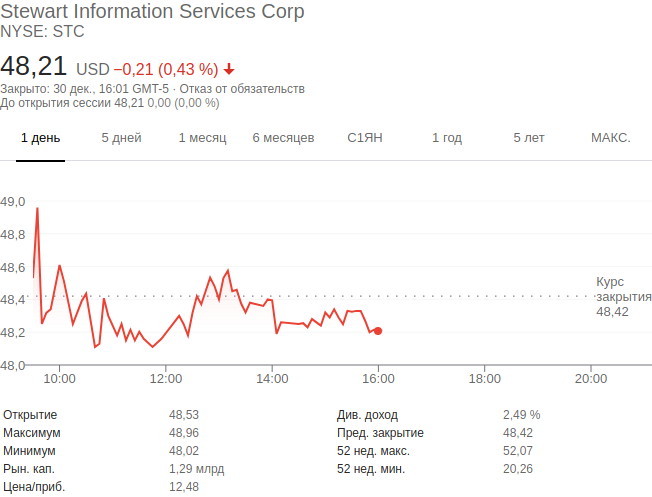 Stewart Information Services Corp
NYSE: STC
48,21 USD −0,21 (0,43 %)
Закрыто: 30 дек., 16:01 GMT-5 · Отказ от обязательств
До открытия сессии 48,21 0,00 (0,00 %)
1 день 5 дней 1 месяц 6 месяцев С1ЯН 1 год 5 лет МАКС.
49,0
48,8
48,6
48,4
48,2
48,0
Курс
закрытия
48,42
10:00 12:00 14:00 16:00 18:00 20:00
Открытие 48,53 Див. доход 2,49 %
Максимум 48,96 Пред. закрытие 48,42
Минимум 48,02 52 нед. макс. 52,07
Рын. кап. 1,29 млрд 52 нед. мин. 20,26
Цена/приб. 12,48